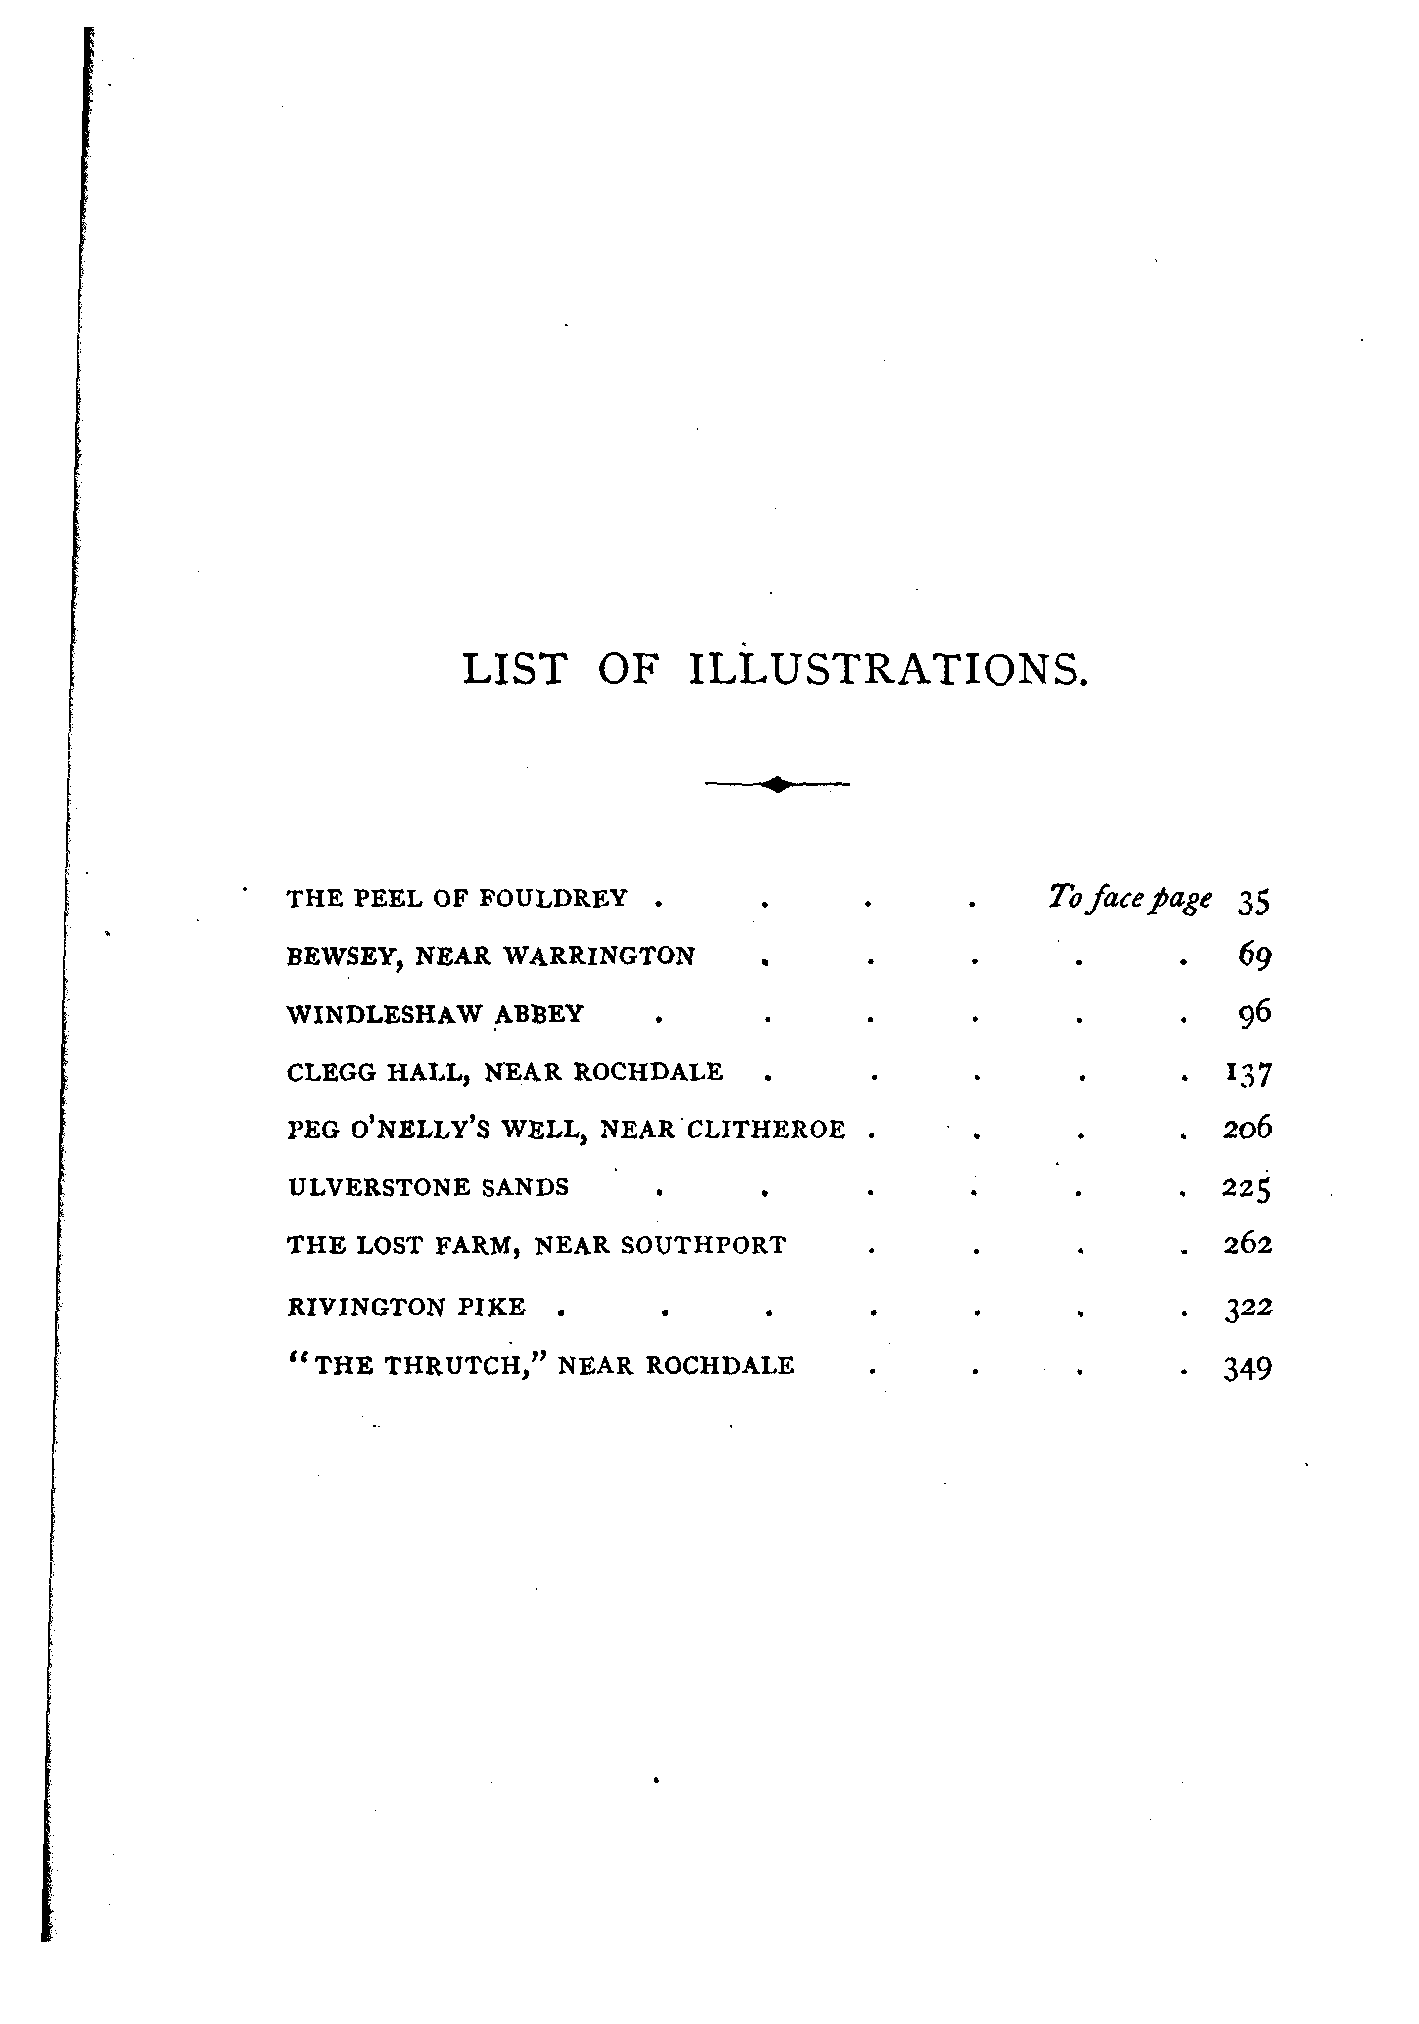 LIST OF ILLUSTRATIONS.
THE PEEL OF FOULDREY . . . . To face page 35
BEWSEY, NEAR WARRINGTON . . . . . 69
WINDLESHAW ABBEY . . . . . . 96
CLEGG HALL, NEAR ROCHDALE . . . . . 137
PEG O'NELLY'S WELL, NEAR CLITHEROE . . . . 206
ULVERSTONE SANDS . . . . . . 225
THE LOST FARM, NEAR SOUTHPORT . . . . 262
RIVINGTON PIKE . . . . . . . 322
"THE THRUTCH," NEAR ROCHDALE . . . . 349